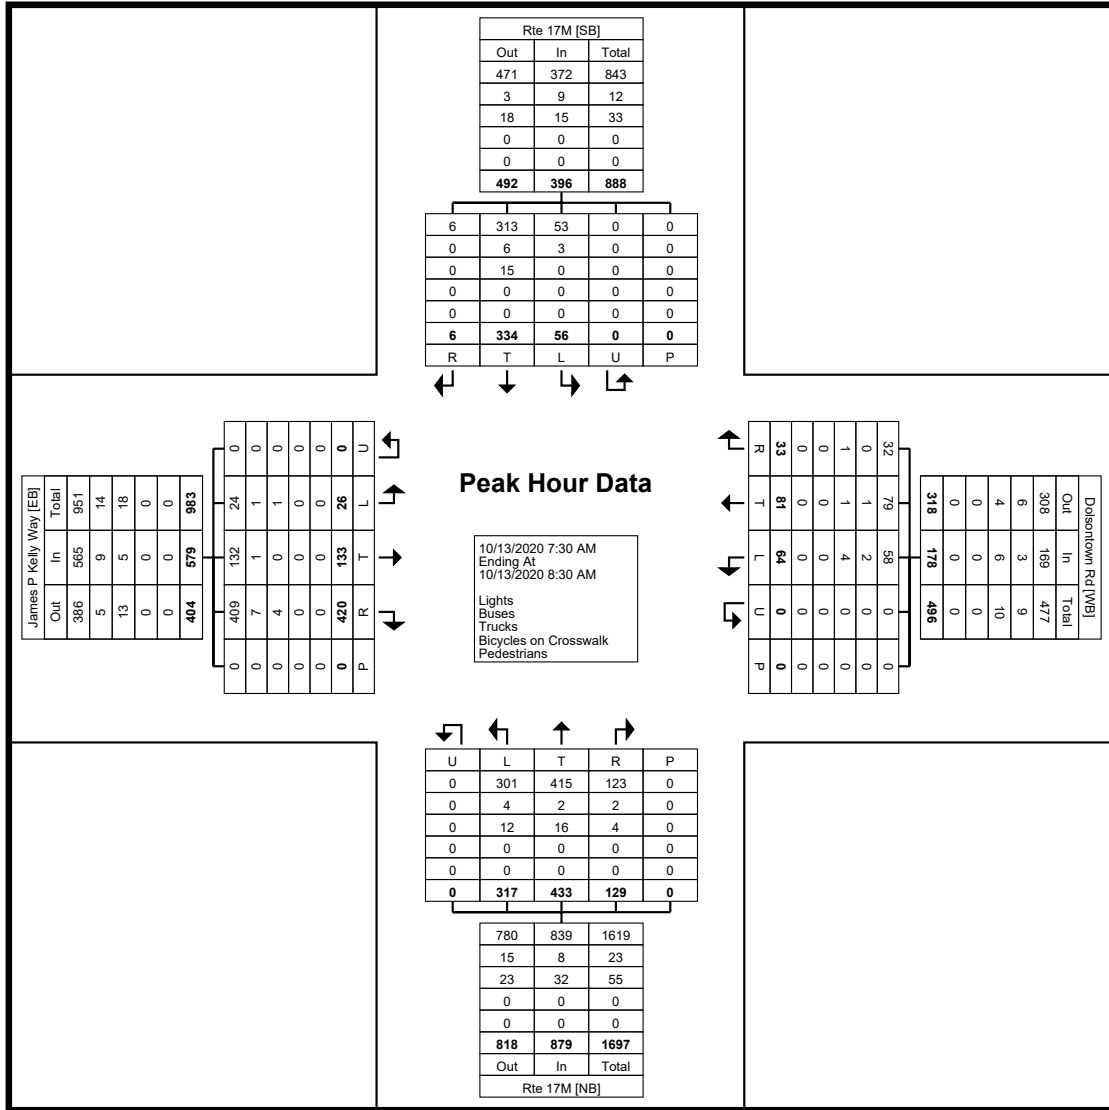 Rte 17M [SB]
Out In Total
471 372 843
3 9 12
18 15 33
0 0 0
0 0 0
492 396 888
6 313 53 0 0
0 6 3 0 0
0 15 0 0 0
0 0 0 0 0
0 0 0 0 0
6 334 56 0 0
R T L U P
James P Kelly Way [EB]
Total In Out
951 565 386
14 9 5
18 5 13
0 0 0
0 0 0
983 579 404
0 24 132 409 0
0 1 1 7 0
0 1 0 4 0
0 0 0 0 0
0 0 0 0 0
0 26 133 420 0
U L T R P
Peak Hour Data
10/13/2020 7:30 AM
Ending At
10/13/2020 8:30 AM
Lights
Buses
Trucks
Bicycles on Crosswalk
Pedestrians
R T L U P
33 81 64 0 0
0 0 0 0 0
0 0 0 0 0
1 1 4 0 0
0 1 2 0 0
32 79 58 0 0
Dolsontown Rd [WB]
Out In Total
308 169 477
6 3 9
4 6 10
0 0 0
0 0 0
318 178 496
U L T R P
0 301 415 123 0
0 4 2 2 0
0 12 16 4 0
0 0 0 0 0
0 0 0 0 0
0 317 433 129 0
780 839 1619
15 8 23
23 32 55
0 0 0
0 0 0
818 879 1697
Out In Total
Rte 17M [NB]